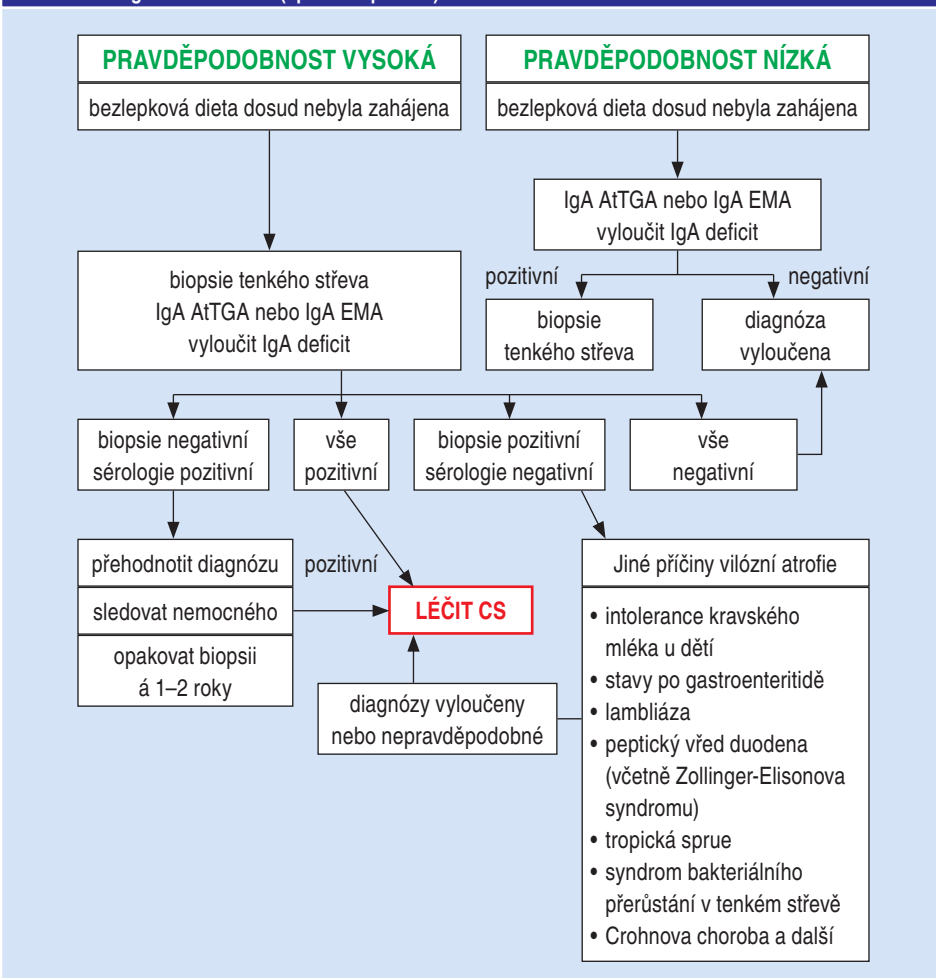 PRAVDĚPODOBNOST VYSOKÁ
bezlepková dieta dosud nebyla zahájena
PRAVDĚPODOBNOST NÍZKÁ
bezlepková dieta dosud nebyla zahájena
IgA AtTGA nebo IgA EMA
vyloučit IgA deficit
biopsie tenkého střeva
IgA AtTGA nebo IgA EMA
vyloučit IgA deficit
pozitivní
negativní
biopsie
tenkého střeva
diagnóza
vyloučena
biopsie negativní
sérologie pozitivní
vše
pozitivní
biopsie pozitivní
sérologie negativní
vše
negativní
přehodnotit diagnózu
sledovat nemocného
opakovat biopsii
á 1–2 roky
pozitivní
LÉČIT CS
diagnózy vyloučeny
nebo nepravděpodobné
Jiné příčiny vilózní atrofie
• intolerance kravského
mléka u dětí
• stavy po gastroenteritidě
• lambliáza
• peptický vřed duodena
(včetně Zollinger-Elisonova
syndromu)
• tropická sprue
• syndrom bakteriálního
přerůstání v tenkém střevě
• Crohnova choroba a další